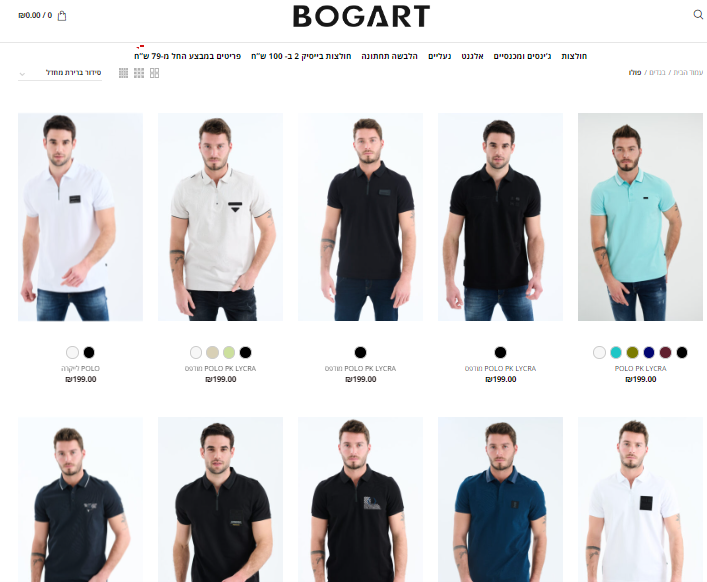 BOGART
₪0.00 / 0
חולצות
ג'ינסים ומכנסיים
אלגנט
נעליים
הלבשה תחתונה
חולצות בייסיק 2 ב- 100 ש"ח
פריטים במבצע החל מ-79 ש"ח
עמוד הבית / בגדים / פולו
סידור ברירת מחדל
POLO PK LYCRA
₪199.00
POLO PK LYCRA מודפס
₪199.00
POLO PK LYCRA מודפס
₪199.00
POLO PK LYCRA מודפס
₪199.00
POLO לייקרה
₪199.00